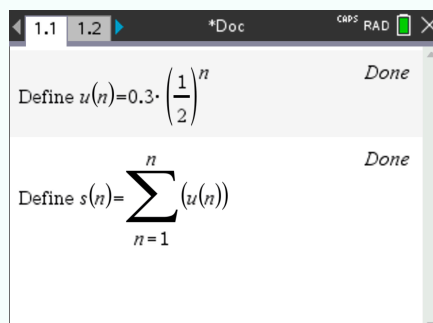 1.1 1.2 *Doc CAPS RAD
Define u(n)=0.3·(1/2)^n Done
Define s(n)=∑_{n=1}^{n}(u(n)) Done